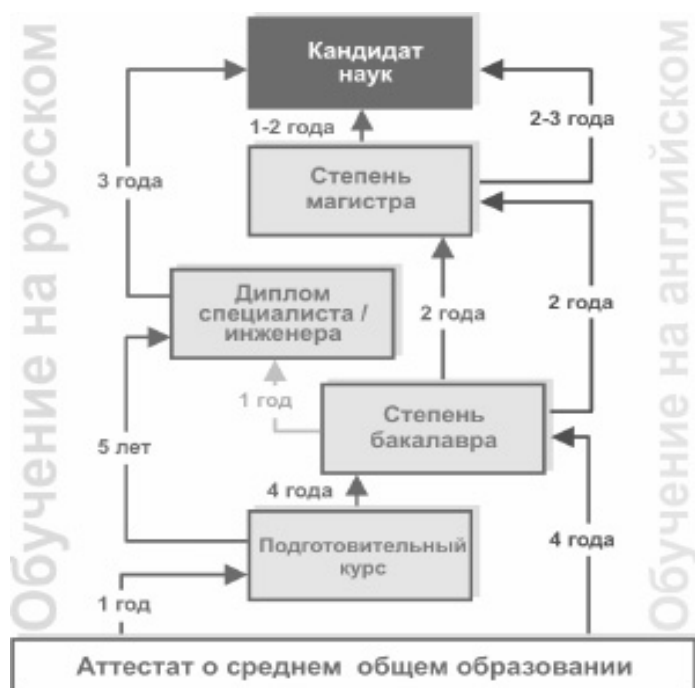 Обучение на русском
Обучение на английском
Кандидат
наук
1-2 года
2-3 года
3 года
Степень
магистра
Диплом
специалиста /
инженера
2 года
2 года
1 год
Степень
бакалавра
5 лет
4 года
4 года
Подготовительный
курс
1 год
Аттестат о среднем общем образовании